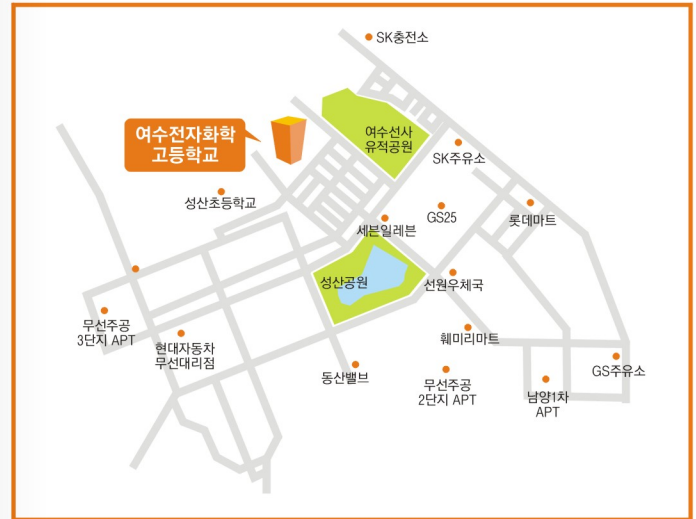 SK충전소
여수전자화학
고등학교
여수선사
유적공원
SK주유소
성산초등학교
세븐일레븐
GS25
롯데마트
성산공원
선원우체국
무선주공
3단지 APT
현대자동차
무선대리점
훼미리마트
동산밸브
무선주공
2단지 APT
남양1차
APT
GS주유소